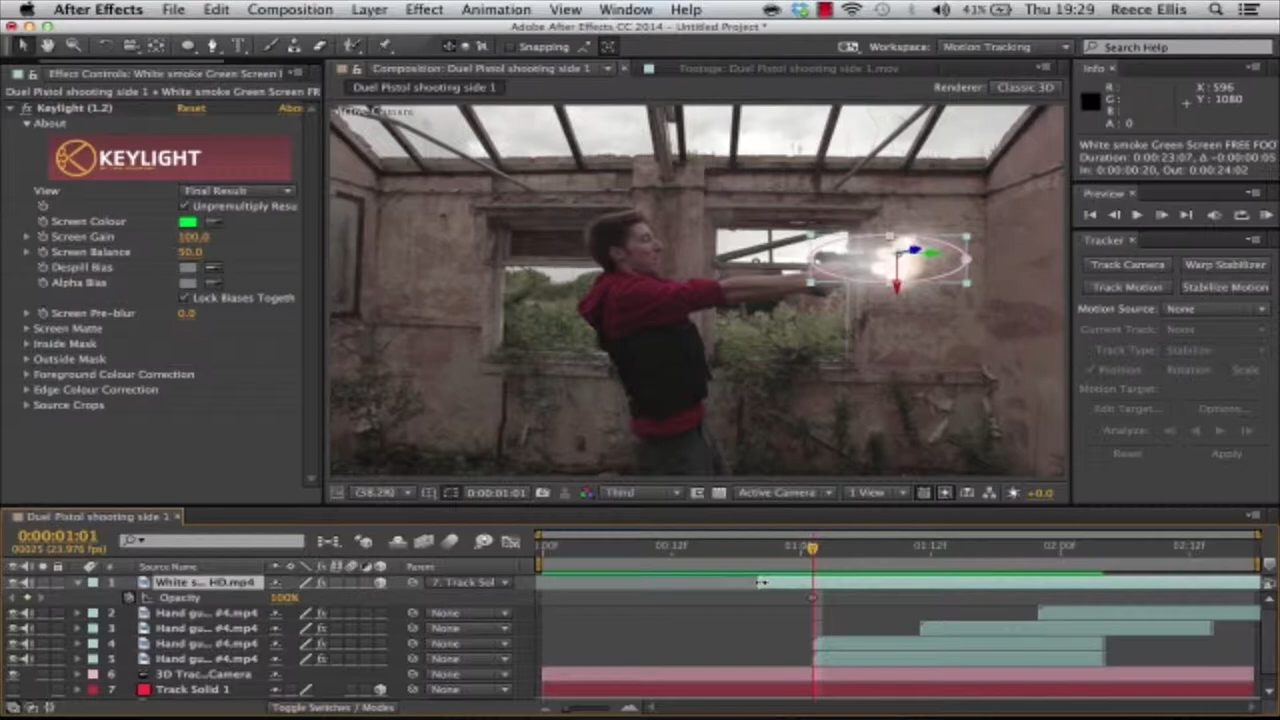 After Effects File Edit Composition Layer Effect Animation View Window Help 41% Thu 19:29 Reece Ellis
Adobe After Effects CC 2014 - Untitled Project *
Snapping Workspace: Motion Tracking Search Help
Effect Controls: White smoke Green Screen
Composition: Duel Pistol shooting side 1
Footage: Duel Pistol shooting side 1.mov
Info
Duel Pistol shooting side 1 • White smoke Green Screen FR
Duel Pistol shooting side 1
Renderer: Classic 3D
Keylight (1.2) Reset Abou
About
Active Camera
KEYLIGHT
View Final Result
Unpremultiply Resu
Screen Colour
Screen Gain 100.0
Screen Balance 50.0
Despill Bias
Alpha Bias
Lock Biases Togeth
Screen Pre-blur 0.0
Screen Matte
Inside Mask
Outside Mask
Foreground Colour Correction
Edge Colour Correction
Source Crops
R:
G:
B:
A: 0
X: 596
Y: 1080
White smoke Green Screen FREE FOO
Duration: 0:00:23:07, Δ -0:00:00:05
In: 0:00:00:20, Out: 0:00:24:02
Preview
Tracker
Track Camera Warp Stabilizer
Track Motion Stabilize Motion
Motion Source: None
Current Track: None
Track Type: Stabilize
Position Rotation Scale
Motion Target:
Edit Target... Options...
Analyze:
Reset Apply
(38.2%) 0:00:01:01 Third Active Camera 1 View +0.0
Duel Pistol shooting side 1
0:00:01:01
00025 (23.976 fps)
:00f 00:12f 01:0 01:12f 02:00f 02:12f
# Source Name Parent
1 White s... HD.mp4 7. Track Sol
Opacity 100%
2 Hand gu... #4.mp4 None
3 Hand gu... #4.mp4 None
4 Hand gu... #4.mp4 None
5 Hand gu... #4.mp4 None
6 3D Trac..Camera None
7 Track Solid 1 None
Toggle Switches / Modes